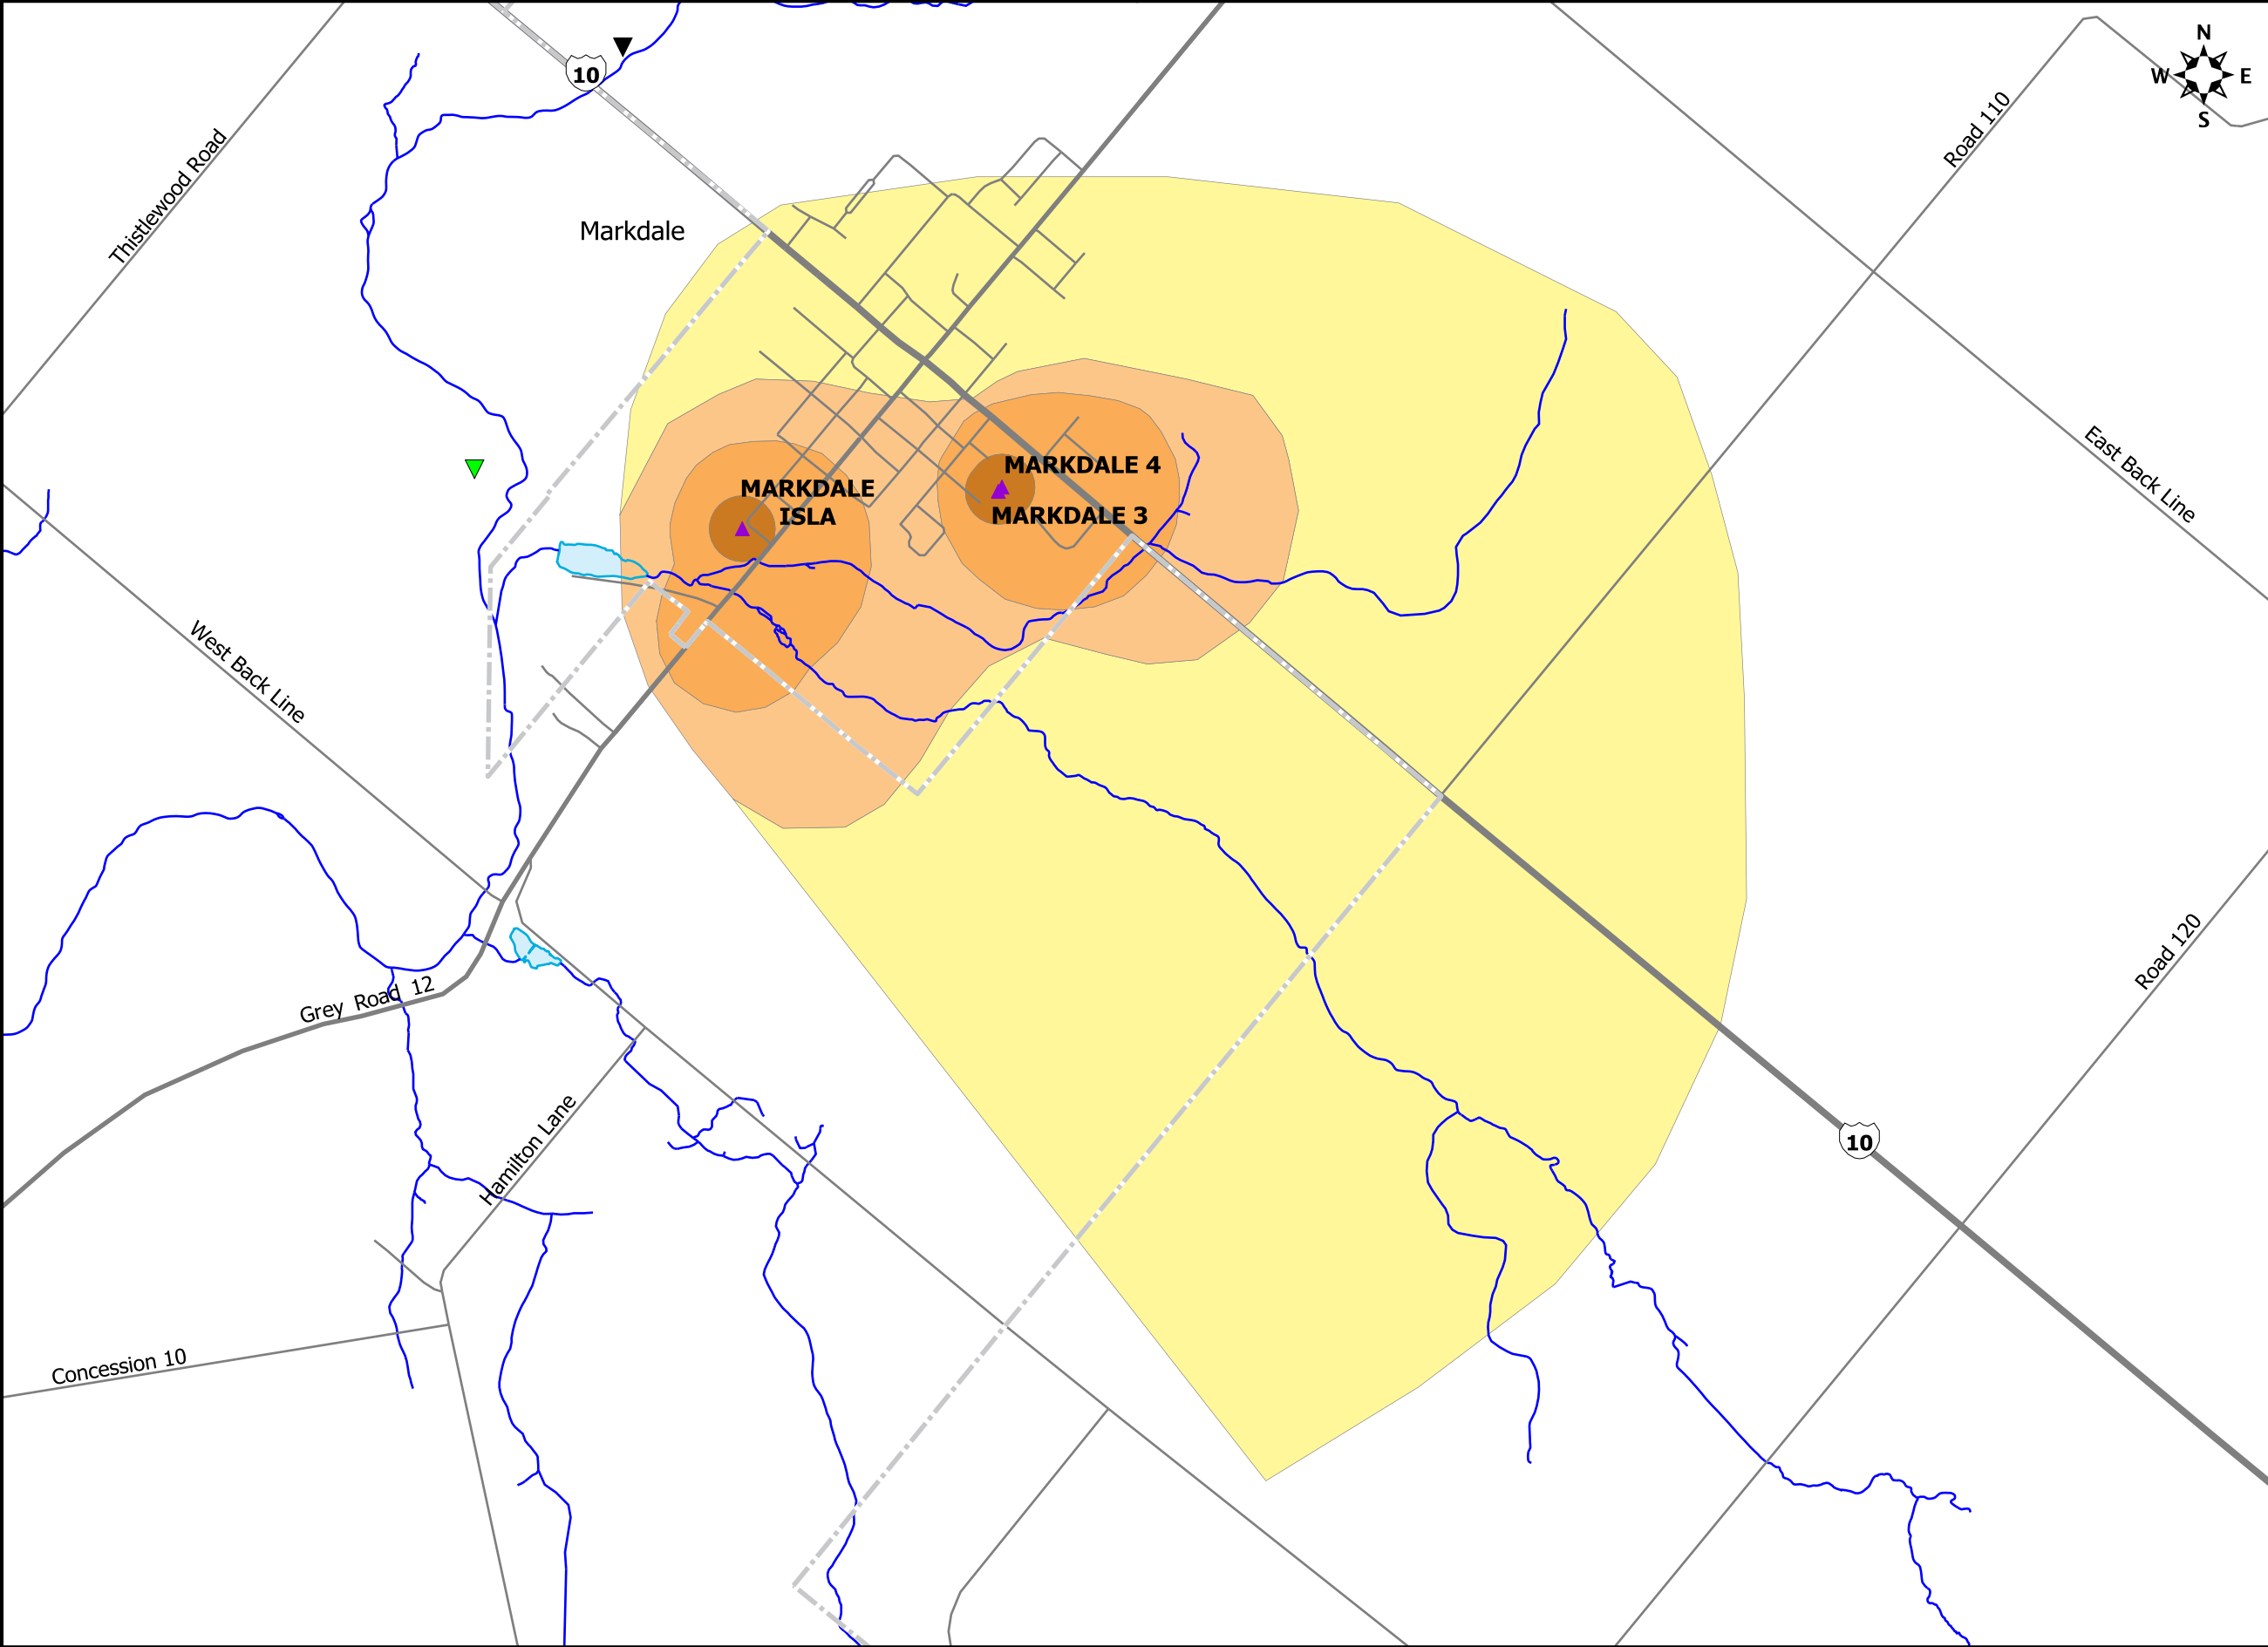 N
W E
S
10
Road 110
Thistlewood Road
Markdale
East Back Line
MARKDALE 4
MARKDALE
ISLA
MARKDALE 3
West Back Line
Road 120
Grey Road 12
Hamilton Lane
10
Concession 10